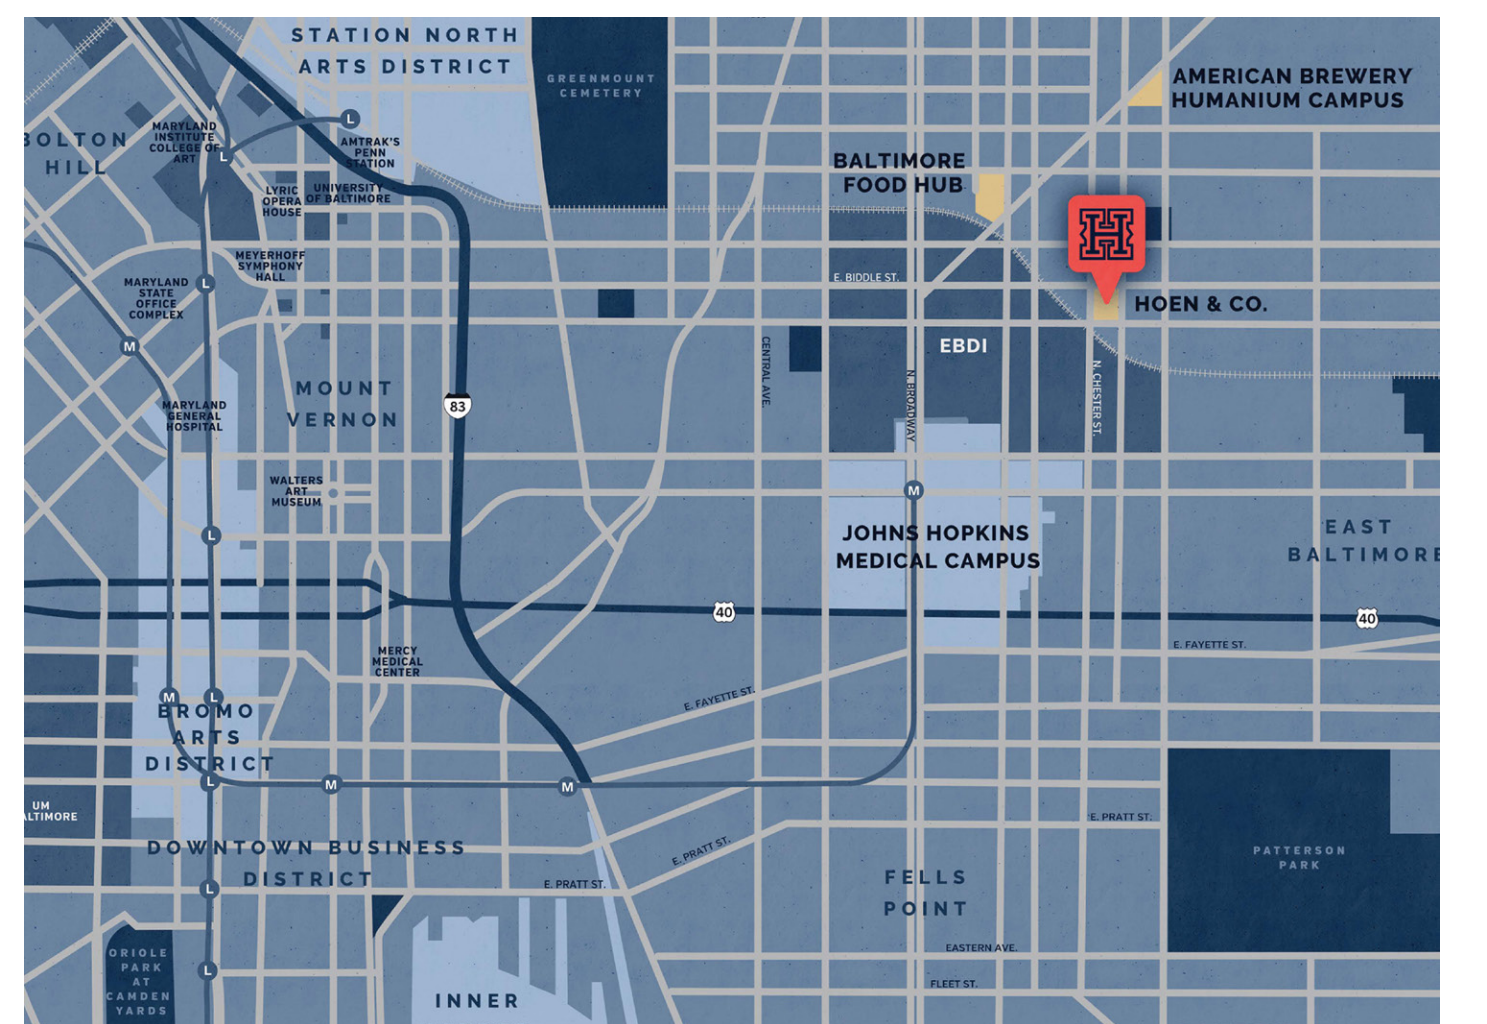 STATION NORTH
ARTS DISTRICT
GREENMOUNT
CEMETERY
AMERICAN BREWERY
HUMANIUM CAMPUS
BOLTON
HILL
MARYLAND
INSTITUTE
COLLEGE OF
ART
L
L
AMTRAK'S
PENN
STATION
BALTIMORE
FOOD HUB
LYRIC
OPERA
HOUSE
UNIVERSITY
OF BALTIMORE
H
MEYERHOFF
SYMPHONY
HALL
MARYLAND
STATE
OFFICE
COMPLEX
L
E. BIDDLE ST.
HOEN & CO.
M
EBDI
CENTRAL AVE.
N. BROADWAY
N. CHESTER ST.
MOUNT
VERNON
83
MARYLAND
GENERAL
HOSPITAL
WALTERS
ART
MUSEUM
M
L
JOHNS HOPKINS
MEDICAL CAMPUS
EAST
BALTIMORE
40
40
MERCY
MEDICAL
CENTER
E. FAYETTE ST.
E. FAYETTE ST.
M
L
BROMO
ARTS
DISTRICT
L
M
M
UM
ALTIMORE
E. PRATT ST.
DOWNTOWN BUSINESS
DISTRICT
E. PRATT ST.
E. PRATT ST.
L
PATTERSON
PARK
FELLS
POINT
EASTERN AVE.
ORIOLE
PARK
AT
CAMDEN
YARDS
L
FLEET ST.
INNER